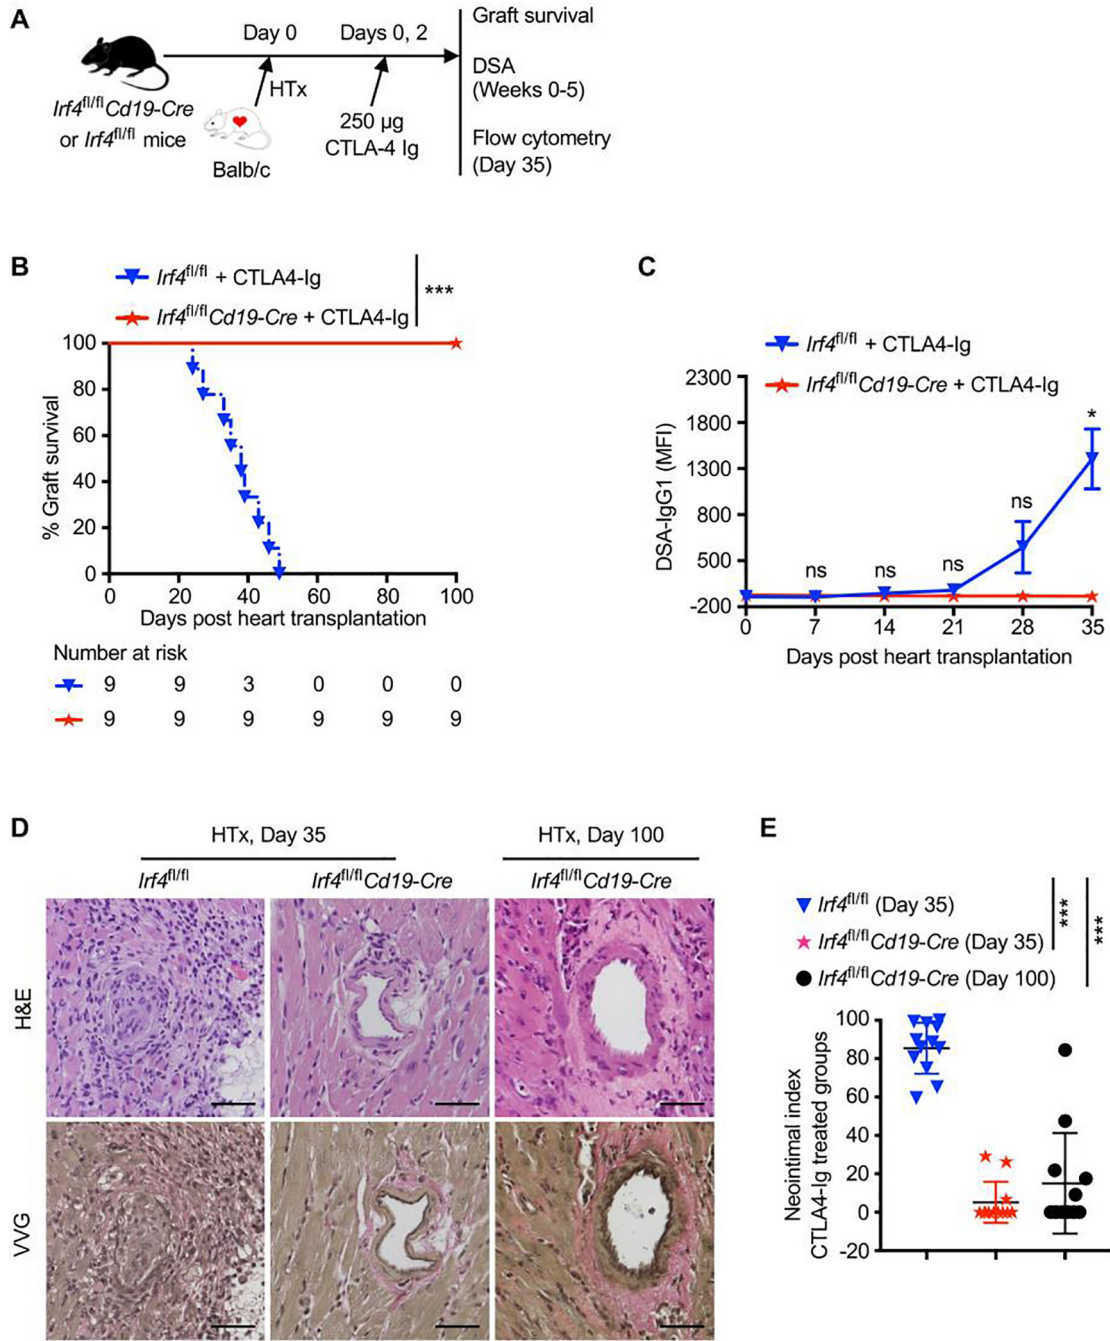 A
Day 0
Days 0, 2
Graft survival
DSA
(Weeks 0-5)
Flow cytometry
(Day 35)
HTx
Irf4fl/flCd19-Cre
or Irf4fl/fl mice
Balb/c
250 µg
CTLA-4 Ig
B
Irf4fl/fl + CTLA4-Ig
Irf4fl/flCd19-Cre + CTLA4-Ig
***
% Graft survival
100
80
60
40
20
0
0 20 40 60 80 100
Days post heart transplantation
Number at risk
9 9 3 0 0 0
9 9 9 9 9 9
C
Irf4fl/fl + CTLA4-Ig
Irf4fl/flCd19-Cre + CTLA4-Ig
DSA-IgG1 (MFI)
2300
1800
1300
800
500
-200
ns ns ns ns *
0 7 14 21 28 35
Days post heart transplantation
D
HTx, Day 35
HTx, Day 100
Irf4fl/fl
Irf4fl/flCd19-Cre
Irf4fl/flCd19-Cre
H&E
VVG
E
Irf4fl/fl (Day 35)
Irf4fl/flCd19-Cre (Day 35)
Irf4fl/flCd19-Cre (Day 100)
***
***
Neointimal index
CTLA4-Ig treated groups
100
80
60
40
20
0
-20